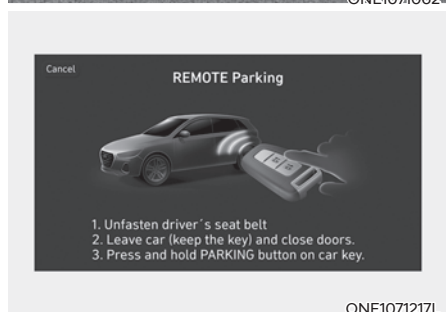 Cancel
REMOTE Parking
1. Unfasten driver´s seat belt
2. Leave car (keep the key) and close doors.
3. Press and hold PARKING button on car key.